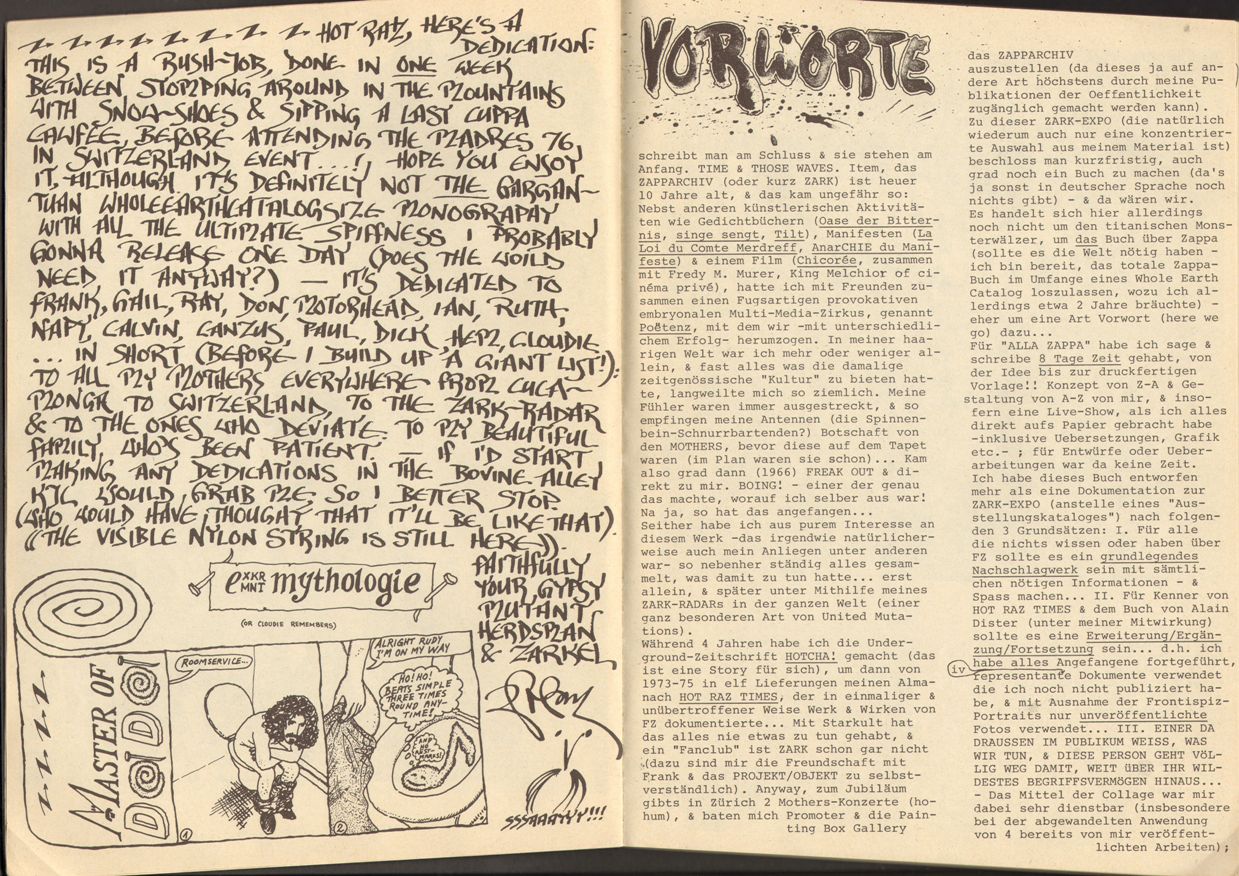 HOT RAZ, HERE'S A
DEDICATION:
THIS IS A RUSH-JOB, DONE IN ONE WEEK
BETWEEN STOMPING AROUND IN THE MOUNTAINS
WITH SNOW-SHOES & SIPPING A LAST CUPPA
CAWFEE, BEFORE ATTENDING THE MADRES 76,
IN SWITZERLAND EVENT...! HOPE YOU ENJOY
IT, ALTHOUGH IT'S DEFINITELY NOT THE GARGAN-
TUAN WHOLEEARTHCATALOGSIZE MONOGRAPAY
WITH ALL THE ULTIMATE SPIFFNESS I PROBABLY
GONNA RELEASE ONE DAY (DOES THE WOILD
NEED IT ANYWAY?) — IT'S DEDICATED TO
FRANK, GAIL, RAY, DON, MOTORHEAD, IAN, RUTH,
NAPY, CALVIN, CANZUS, PAUL, DICK, HEPZ, CLOUDIE
... IN SHORT (BEFORE I BUILD UP A GIANT LIST!):
TO ALL MY MOTHERS EVERYWHERE FROM CUCA-
MONGA TO SWITZERLAND, TO THE ZARK-RADAR
& TO THE ONES WHO DEVIATE. TO MY BEAUTIFUL
FAMILY, WHO'S BEEN PATIENT. — IF I'D START
MAKING ANY DEDICATIONS IN THE BOVINE ALLEY
KTL WOULD GRAB ME. SO I BETTER STOP.
(WHO WOULD HAVE THOUGHT THAT IT'LL BE LIKE THAT)
((THE VISIBLE NYLON STRING IS STILL HERE)).
FAITHFULLY
YOUR GYPSY
MUTANT
HERDSMAN
& ZARKEL
SSSAAAYYY!!!
EXKR
MNT mythologie
(OR CLOUDIE REMEMBERS)
MASTER OF
DOIDOI
ROOMSERVICE...
1
ALRIGHT RUDY
I'M ON MY WAY
HO! HO!
BEATS SIMPLE
THREE TIMES
ROUND ANY-
TIME!
(AND
NO
REST-
MARKS!)
2
VORWORTE
schreibt man am Schluss & sie stehen am
Anfang. TIME & THOSE WAVES. Item, das
ZAPPARCHIV (oder kurz ZARK) ist heuer
10 Jahre alt, & das kam ungefähr so:
Nebst anderen künstlerischen Aktivitä-
ten wie Gedichtblichern (Oase der Bitter-
nis, singe sengt, Tilt), Manifesten (La
Loi du Comte Merdreff, AnarCHIE du Mani-
feste) & einem Film (Chicorée, zusammen
mit Fredy M. Murer, King Melchior of ci-
néma privé), hatte ich mit Freunden zu-
sammen einen Fugsartigen provokativen
embryonalen Multi-Media-Zirkus, genannt
Poëtenz, mit dem wir -mit unterschiedli-
chem Erfolg- herumzogen. In meiner haa-
rigen Welt war ich mehr oder weniger al-
lein, & fast alles was die damalige
zeitgenössische "Kultur" zu bieten hat-
te, langweilte mich so ziemlich. Meine
Fühler waren immer ausgestreckt, & so
empfingen meine Antennen (die Spinnen-
bein-Schnurrbartenden?) Botschaft von
den MOTHERS, bevor diese auf dem Tapet
waren (im Plan waren sie schon)... Kam
also grad dann (1966) FREAK OUT & di-
rekt zu mir. BOING! - einer der genau
das machte, worauf ich selber aus war!
Na ja, so hat das angefangen...
Seither habe ich aus purem Interesse an
diesem Werk -das irgendwie natürlicher-
weise auch mein Anliegen unter anderen
war- so nebenher ständig alles gesam-
melt, was damit zu tun hatte... erst
allein, & später unter Mithilfe meines
ZARK-RADARs in der ganzen Welt (einer
ganz besonderen Art von United Muta-
tions).
Während 4 Jahren habe ich die Under-
ground-Zeitschrift HOTCHA! gemacht (das
ist eine Story für sich), um dann von
1973-75 in elf Lieferungen meinen Alma-
nach HOT RAZ TIMES, der in einmaliger &
unübertroffener Weise Werk & Wirken von
FZ dokumentierte... Mit Starkult hat
das alles nie etwas zu tun gehabt, &
ein "Fanclub" ist ZARK schon gar nicht
(dazu sind mir die Freundschaft mit
Frank & das PROJEKT/OBJEKT zu selbst-
verständlich). Anyway, zum Jubiläum
gibts in Zürich 2 Mothers-Konzerte (ho-
hum), & baten mich Promoter & die Pain-
ting Box Gallery
das ZAPPARCHIV
auszustellen (da dieses ja auf an-
dere Art höchstens durch meine Pu-
blikationen der Oeffentlichkeit
zugänglich gemacht werden kann).
Zu dieser ZARK-EXPO (die natürlich
wiederum auch nur eine konzentrier-
te Auswahl aus meinem Material ist)
beschloss man kurzfristig, auch
grad noch ein Buch zu machen (da's
ja sonst in deutscher Sprache noch
nichts gibt) - & da wären wir.
Es handelt sich hier allerdings
noch nicht um den titanischen Mons-
terwälzer, um das Buch über Zappa
(sollte es die Welt nötig haben -
ich bin bereit, das totale Zappa-
Buch im Umfange eines Whole Earth
Catalog loszulassen, wozu ich al-
lerdings etwa 2 Jahre bräuchte) -
eher um eine Art Vorwort (here we
go) dazu...
Für "ALLA ZAPPA" habe ich sage &
schreibe 8 Tage Zeit gehabt, von
der Idee bis zur druckfertigen
Vorlage!! Konzept von Z-A & Ge-
staltung von A-Z von mir, & inso-
fern eine Live-Show, als ich alles
direkt aufs Papier gebracht habe
-inklusive Uebersetzungen, Grafik
etc.- ; für Entwürfe oder Ueber-
arbeitungen war da keine Zeit.
Ich habe dieses Buch entworfen
mehr als eine Dokumentation zur
ZARK-EXPO (anstelle eines "Aus-
stellungskataloges") nach folgen-
den 3 Grundsätzen: I. Für alle
die nichts wissen oder haben über
FZ sollte es ein grundlegendes
Nachschlagwerk sein mit sämtli-
chen nötigen Informationen - &
Spass machen... II. Für Kenner von
HOT RAZ TIMES & dem Buch von Alain
Dister (unter meiner Mitwirkung)
sollte es eine Erweiterung/Ergän-
zung/Fortsetzung sein... d.h. ich
habe alles Angefangene fortgeführt,
iv
representante Dokumente verwendet
die ich noch nicht publiziert ha-
be, & mit Ausnahme der Frontispiz-
Portraits nur unveröffentlichte
Fotos verwendet... III. EINER DA
DRAUSSEN IM PUBLIKUM WEISS, WAS
WIR TUN, & DIESE PERSON GEHT VÖL-
LIG WEG DAMIT, WEIT ÜBER IHR WIL-
DESTES BEGRIFFSVERMÖGEN HINAUS...
- Das Mittel der Collage war mir
dabei sehr dienstbar (insbesondere
bei der abgewandelten Anwendung
von 4 bereits von mir veröffent-
lichten Arbeiten);